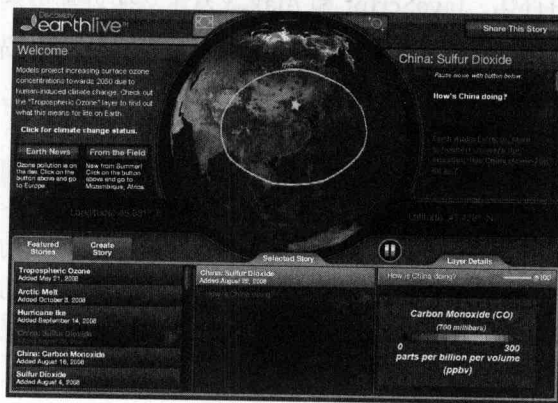 Discovery
earthlive
Share This Story
Welcome
Models project increasing surface ozone
concentrations towards 2050 due to
human-induced climate change. Check out
the "Tropospheric Ozone" layer to find out
what this means for life on Earth.
Click for climate change status.
Earth News
From the Field
Ozone pollution is on
the rise. Click on the
button above and go
to Europe.
New from Summer!
Click on the button
above and go to
Mozambique, Africa.
China: Sulfur Dioxide
Pause movie with button below.
How's China doing?
Featured
Stories
Create
Story
Tropospheric Ozone
Added May 21, 2008
Arctic Melt
Added October 3, 2008
Hurricane Ike
Added September 14, 2008
China: Sulfur Dioxide
China: Carbon Monoxide
Added August 16, 2008
Sulfur Dioxide
Added August 4, 2008
Selected Story
China: Sulfur Dioxide
Layer Details
How is China doing?
Carbon Monoxide (CO)
(700 millibars)
0
300
parts per billion per volume
(ppbv)